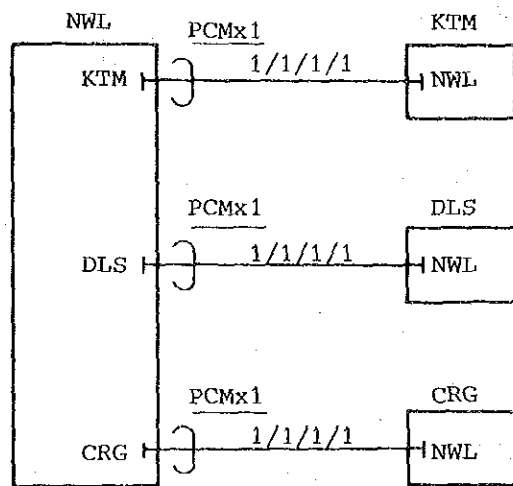 NWL
PCMx1
KTM
KTM
1/1/1/1
NWL
PCMx1
DLS
DLS
1/1/1/1
NWL
PCMx1
CRG
CRG
1/1/1/1
NWL